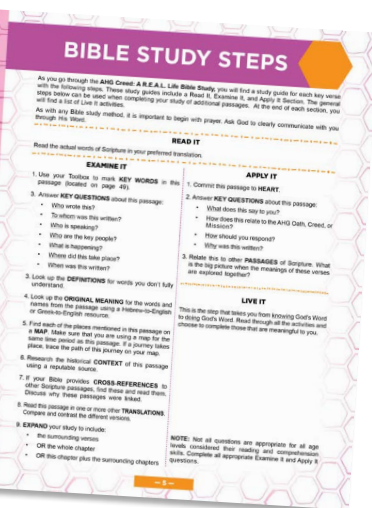 BIBLE STUDY STEPS
As you go through the AHG Creed: A R.E.A.L. Life Bible Study, you will find a study guide for each key verse
with the following steps. These study guides include a Read It, Examine It, and Apply It Section. The general
steps below can be used when completing your study of additional passages. At the end of each section, you
will find a list of Live It activities.
As with any Bible study method, it is important to begin with prayer. Ask God to clearly communicate with you
through His Word.
READ IT
Read the actual words of Scripture in your preferred translation.
EXAMINE IT
1. Use your Toolbox to mark KEY WORDS in this
passage (located on page 49).
3. Answer KEY QUESTIONS about this passage:
• Who wrote this?
• To whom was this written?
• Who is speaking?
• Who are the key people?
• What is happening?
• Where did this take place?
• When was this written?
3. Look up the DEFINITIONS for words you don't fully
understand.
4. Look up the ORIGINAL MEANING for the words and
names from the passage using a Hebrew-to-English
or Greek-to-English resource.
5. Find each of the places mentioned in this passage on
a MAP. Make sure that you are using a map for the
same time period as this passage. If a journey takes
place, trace the path of this journey on your map.
6. Research the historical CONTEXT of this passage
using a reputable source.
7. If your Bible provides CROSS-REFERENCES to
other Scripture passages, find these and read them.
Discuss why these passages were linked.
8. Read this passage in one or more other TRANSLATIONS.
Compare and contrast the different versions.
9. EXPAND your study to include:
• the surrounding verses
• OR the whole chapter
• OR this chapter plus the surrounding chapters
APPLY IT
1. Commit this passage to HEART.
2. Answer KEY QUESTIONS about this passage:
• What does this say to you?
• How does this relate to the AHG Oath, Creed, or
Mission?
• How should you respond?
• Why was this written?
3. Relate this to other PASSAGES of Scripture. What
is the big picture when the meanings of these verses
are explored together?
LIVE IT
This is the step that takes you from knowing God's Word
to doing God's Word. Read through all the activities and
choose to complete those that are meaningful to you.
NOTE: Not all questions are appropriate for all age
levels considered their reading and comprehension
skills. Complete all appropriate Examine It and Apply It
questions.
– 5 –